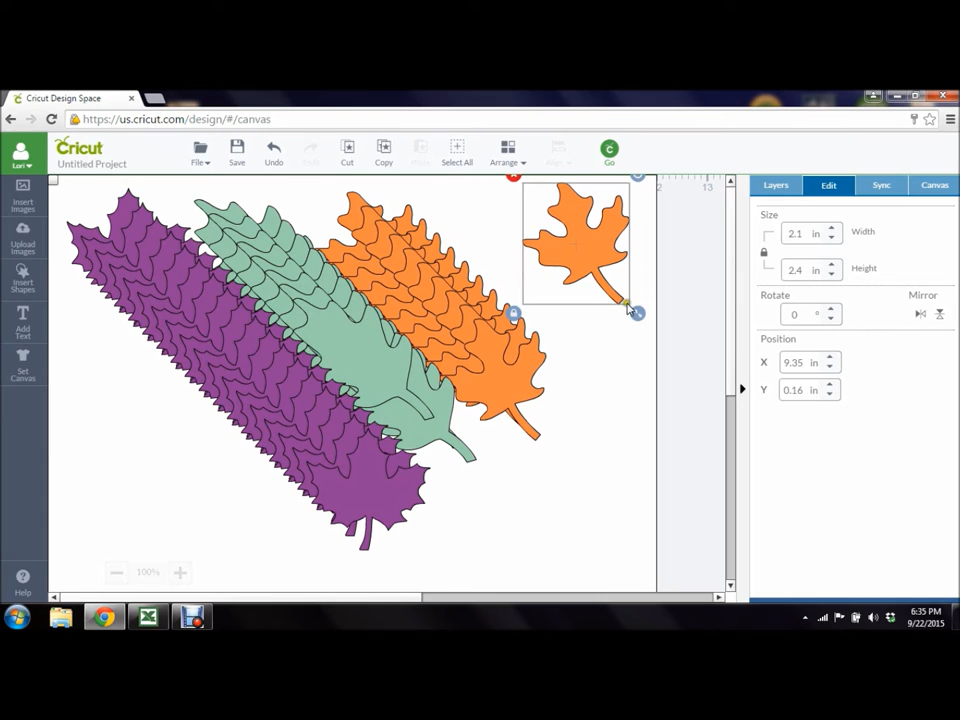 Cricut Design Space
https://us.cricut.com/design/#/canvas
Lori
Cricut
Untitled Project
File
Save
Undo
Cut
Copy
Select All
Arrange
Go
Insert
Images
Upload
Images
Insert
Shapes
Add
Text
Set
Canvas
Help
2
13
100%
Layers
Edit
Sync
Canvas
Size
2.1 in
Width
2.4 in
Height
Rotate
Mirror
0 °
Position
X
9.35 in
Y
0.16 in
6:35 PM
9/22/2015